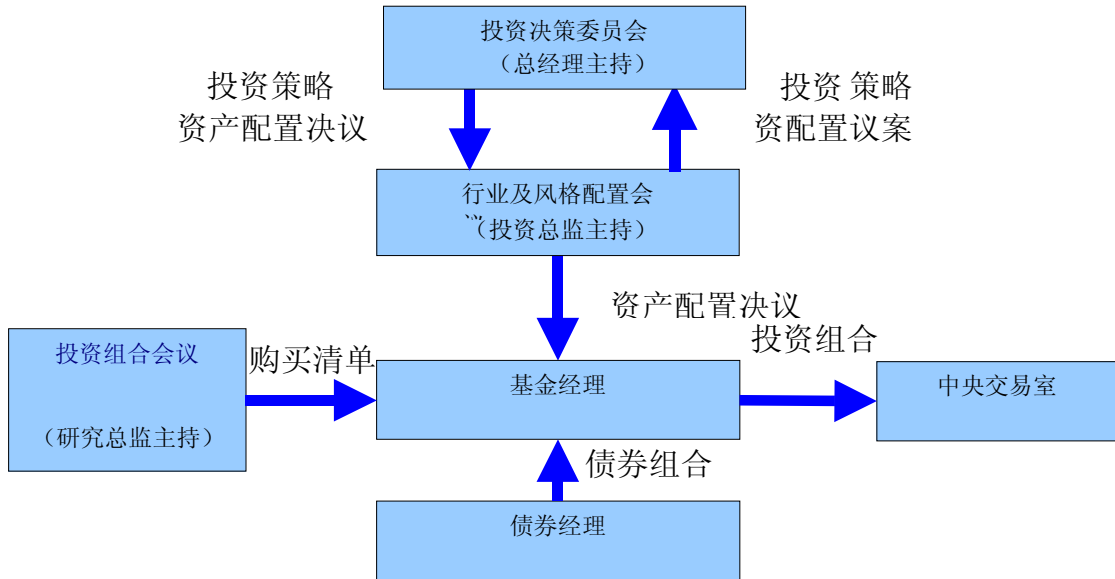 投资决策委员会
（总经理主持）
投资策略
资产配置决议
投资 策略
资配置议案
行业及风格配置会
（投资总监主持）
资产配置决议
投资组合会议
（研究总监主持）
购买清单
投资组合
基金经理
中央交易室
债券组合
债券经理